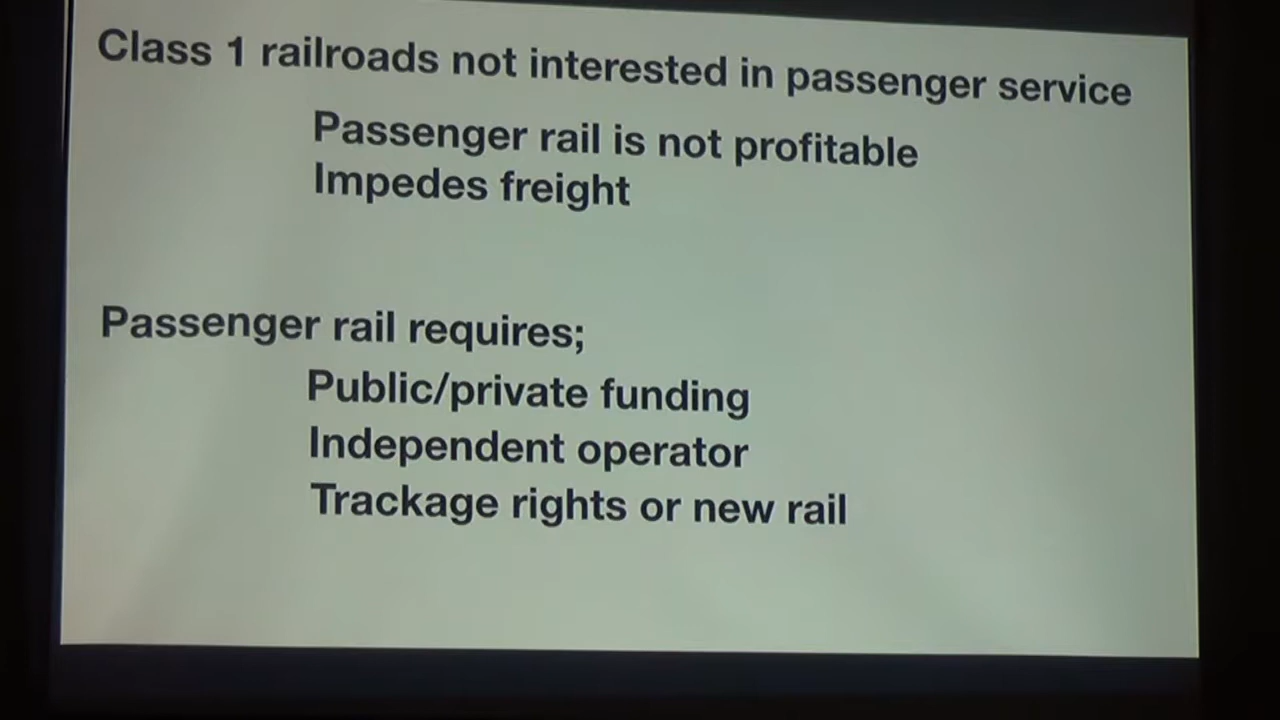 Class 1 railroads not interested in passenger service
Passenger rail is not profitable
Impedes freight
Passenger rail requires;
Public/private funding
Independent operator
Trackage rights or new rail